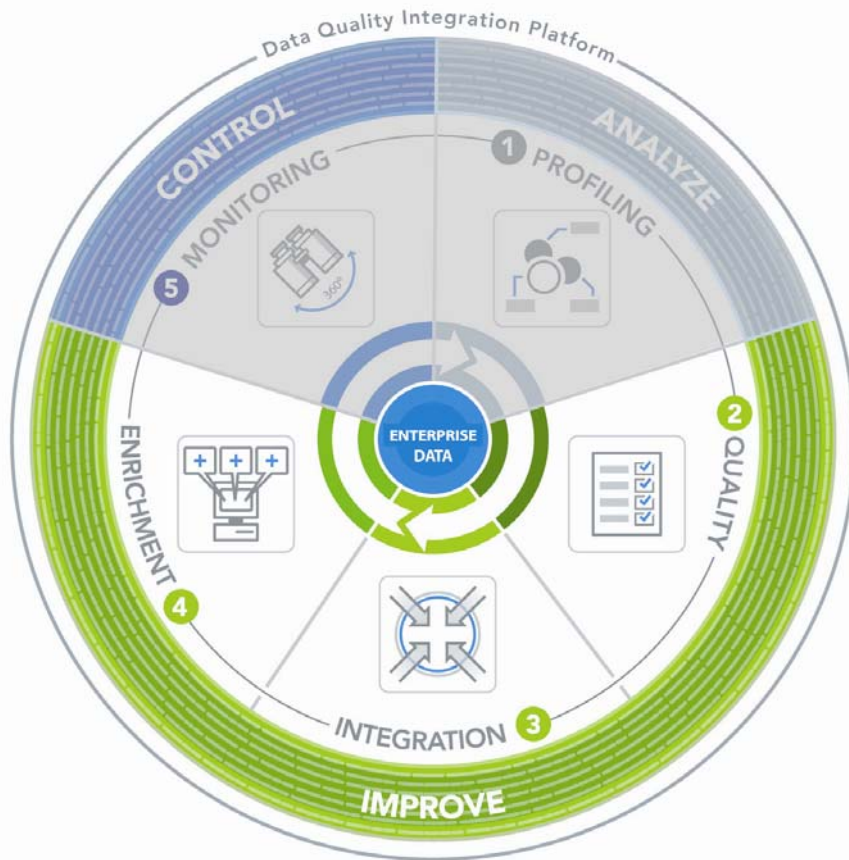 Data Quality Integration Platform
CONTROL
ANALYZE
1 PROFILING
5 MONITORING
360°
2 QUALITY
ENTERPRISE
DATA
4 ENRICHMENT
3 INTEGRATION
IMPROVE